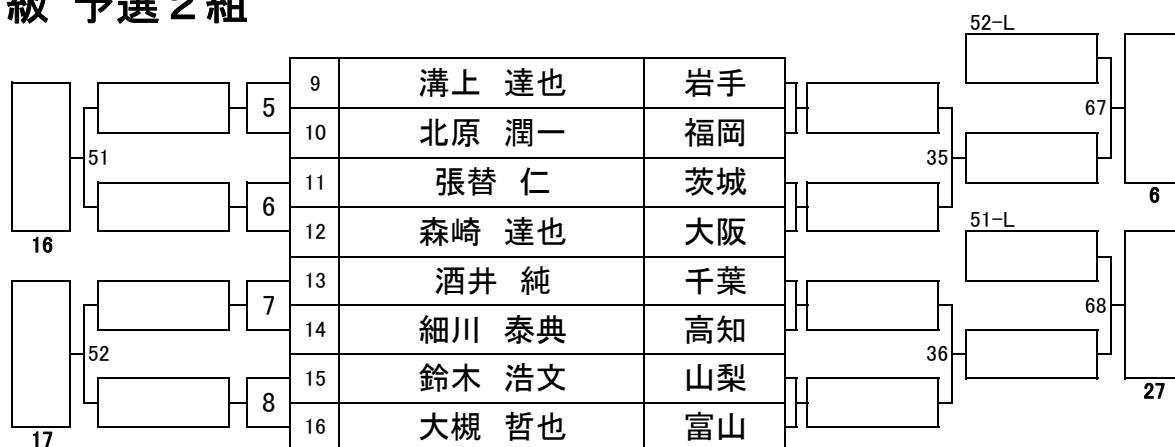 級 予選２組
52-L
9 溝上 達也 岩手
5
67
10 北原 潤一 福岡
51
35
11 張替 仁 茨城
6
6
12 森崎 達也 大阪
51-L
16
13 酒井 純 千葉
7
68
14 細川 泰典 高知
52
36
15 鈴木 浩文 山梨
8
27
16 大槻 哲也 富山
17